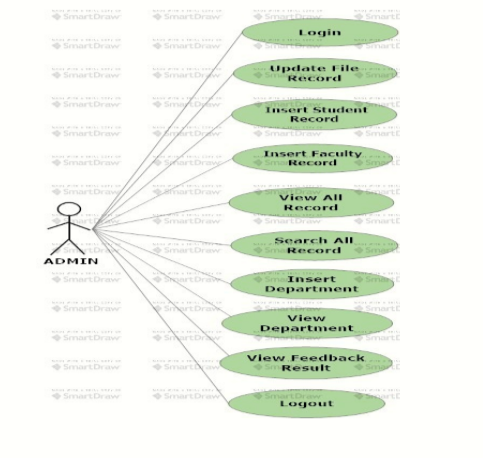 Login
Update File
Record
Insert Student
Record
Insert Faculty
Record
View All
Record
Search All
Record
Insert
Department
View
Department
View Feedback
Result
Logout
ADMIN
SmartDraw